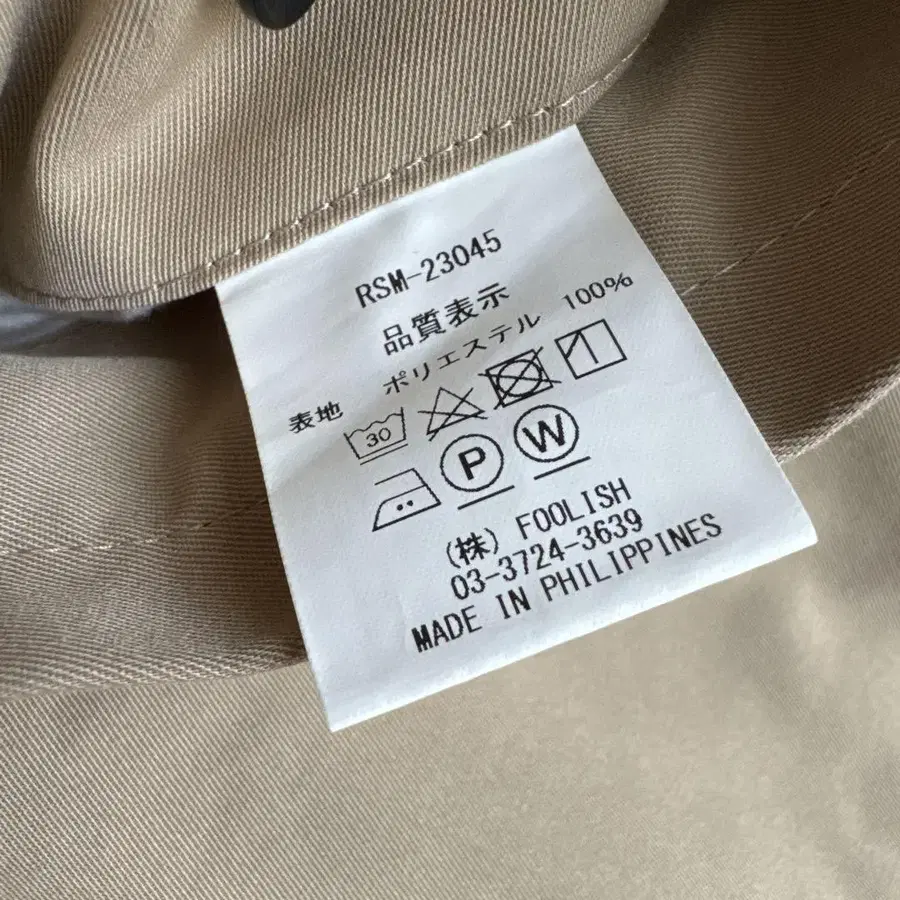 RSM-23045
品質表示
表地 ポリエステル 100%
30
P W
(株) FOOLISH
03-3724-3639
MADE IN PHILIPPINES